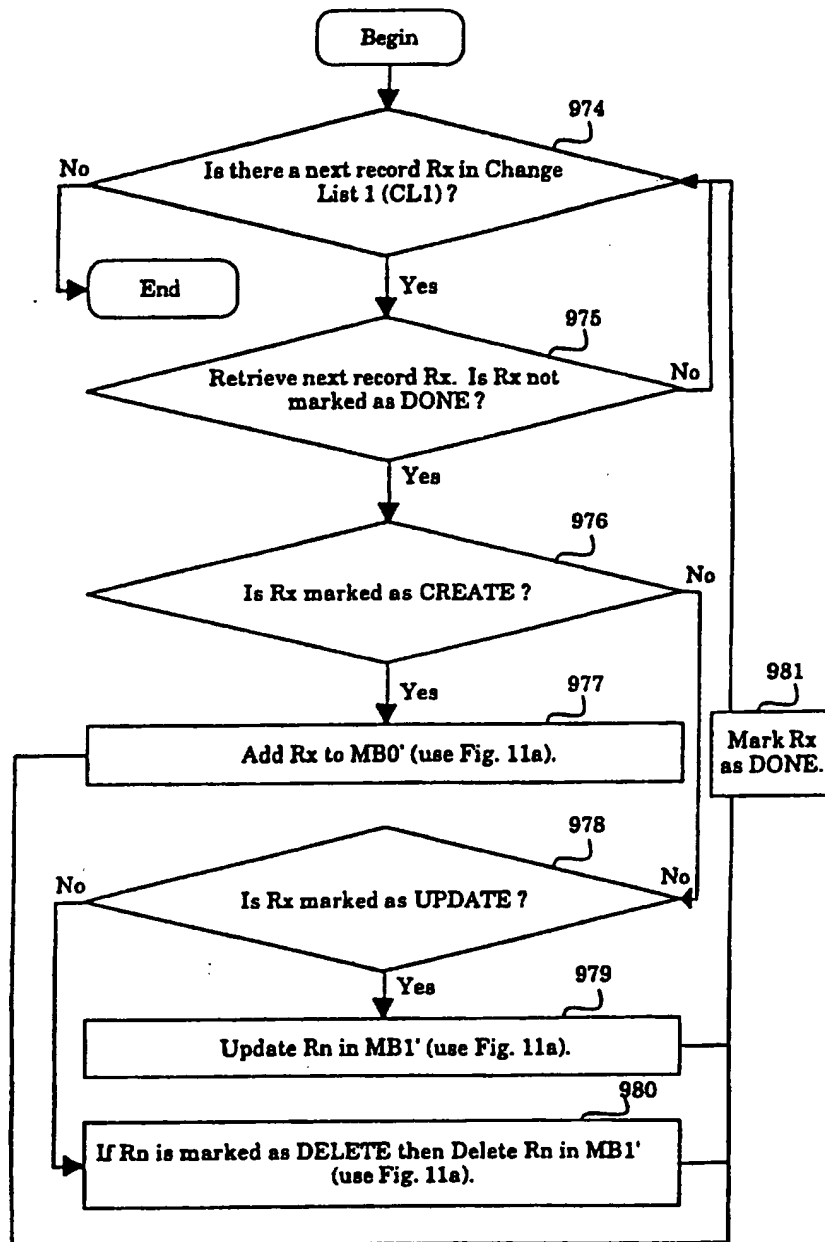 Begin
974
No
Is there a next record Rx in Change
List 1 (CL1) ?
End
Yes
975
Retrieve next record Rx. Is Rx not
marked as DONE ?
No
Yes
976
Is Rx marked as CREATE ?
No
Yes
977
981
Add Rx to MB0' (use Fig. 11a).
Mark Rx
as DONE.
978
No
Is Rx marked as UPDATE ?
No
Yes
979
Update Rn in MB1' (use Fig. 11a).
980
If Rn is marked as DELETE then Delete Rn in MB1'
(use Fig. 11a).